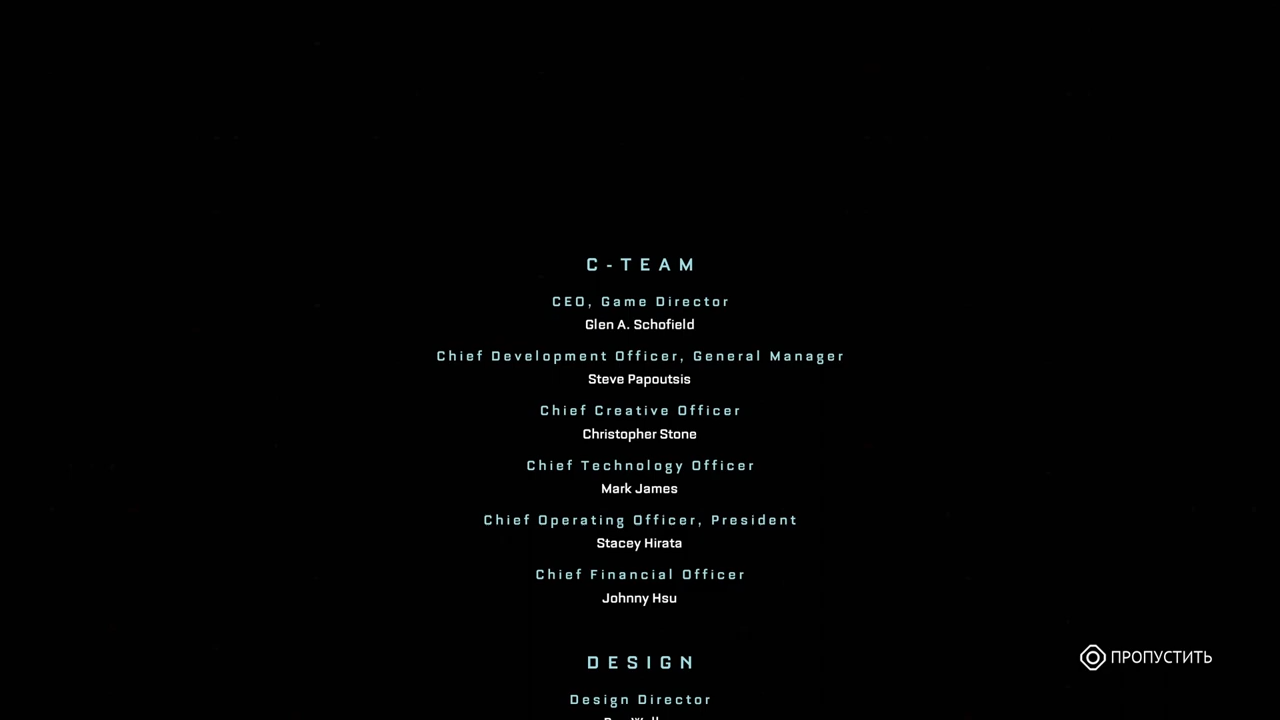 C-TEAM
CEO, Game Director
Glen A. Schofield
Chief Development Officer, General Manager
Steve Papoutsis
Chief Creative Officer
Christopher Stone
Chief Technology Officer
Mark James
Chief Operating Officer, President
Stacey Hirata
Chief Financial Officer
Johnny Hsu
DESIGN
ПРОПУСТИТЬ
Design Director